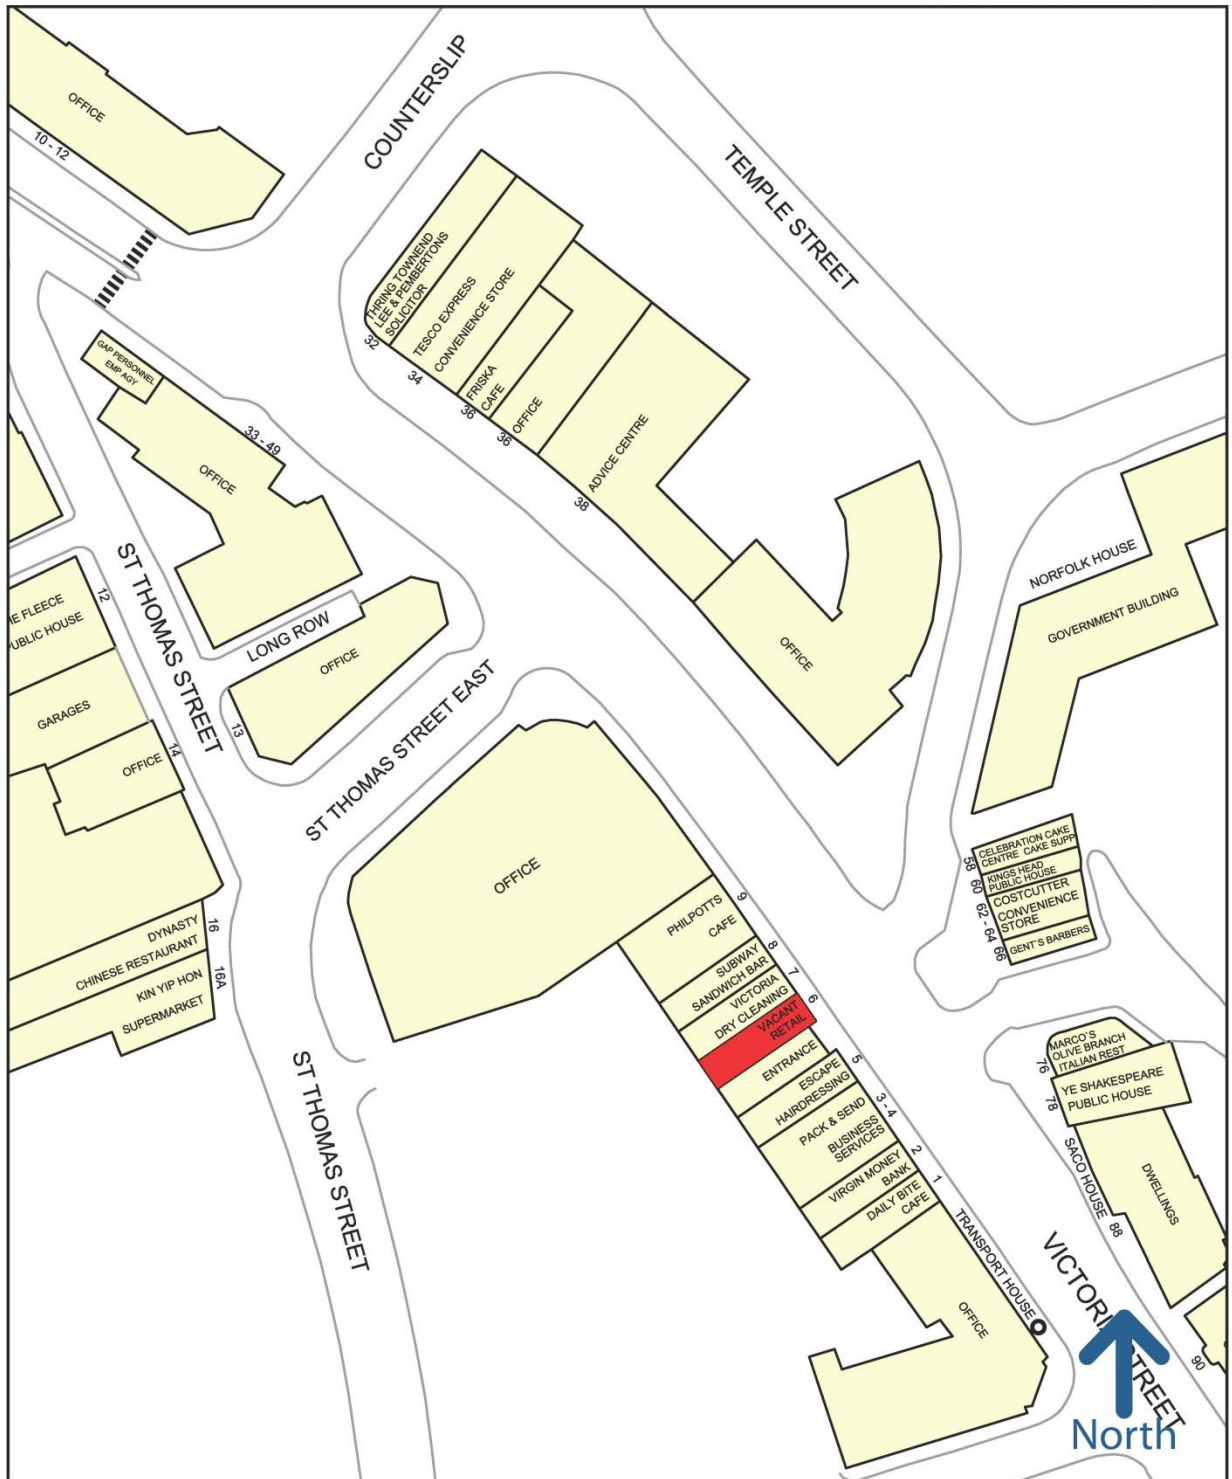 COUNTERSLIP
TEMPLE STREET
OFFICE
10 - 12
THRING TOWNEND
LEE & PEMBERTONS
SOLICITOR
32
TESCO EXPRESS
CONVENIENCE STORE
34
FRISKA
CAFE
36
OFFICE
36
ADVICE CENTRE
38
GAP PERSONNEL
EMP AGY
33 - 49
OFFICE
OFFICE
NORFOLK HOUSE
GOVERNMENT BUILDING
ST THOMAS STREET
LONG ROW
OFFICE
13
ST THOMAS STREET EAST
12
HE FLEECE
UBLIC HOUSE
GARAGES
OFFICE
14
DYNASTY
CHINESE RESTAURANT
16
KIN YIP HON
SUPERMARKET
16A
OFFICE
ST THOMAS STREET
PHILPOTTS
CAFE
9
SUBWAY
SANDWICH BAR
8
VICTORIA
DRY CLEANING
7
VACANT
RETAIL
6
ENTRANCE
ESCAPE
HAIRDRESSING
5
PACK & SEND
BUSINESS
SERVICES
3 - 4
VIRGIN MONEY
BANK
2
DAILY BITE
CAFE
1
TRANSPORT HOUSE
OFFICE
CELEBRATION CAKE
CENTRE CAKE SUPP
58
KINGS HEAD
PUBLIC HOUSE
60
COSTCUTTER
CONVENIENCE
STORE
62 - 64
GENT'S BARBERS
66
MARCO'S
OLIVE BRANCH
ITALIAN REST
76
YE SHAKESPEARE
PUBLIC HOUSE
78
SACO HOUSE
88
DWELLINGS
90
VICTORIA STREET
North